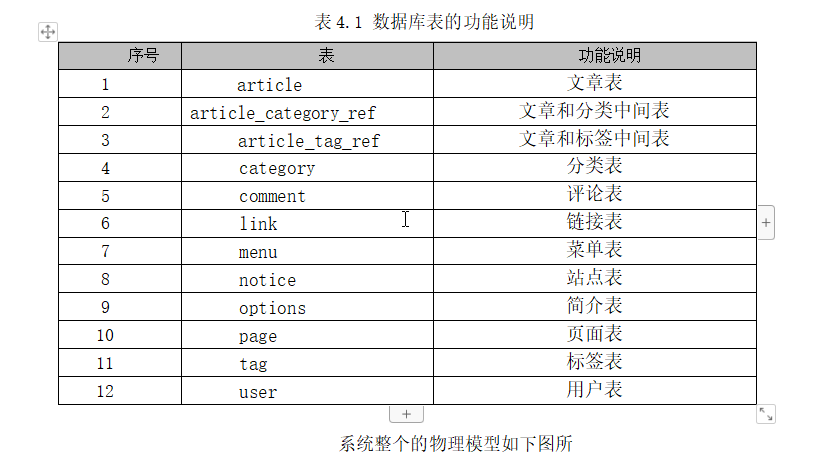 表4.1 数据库表的功能说明
序号 表 功能说明
1 article 文章表
2 article_category_ref 文章和分类中间表
3 article_tag_ref 文章和标签中间表
4 category 分类表
5 comment 评论表
6 link 链接表
7 menu 菜单表
8 notice 站点表
9 options 简介表
10 page 页面表
11 tag 标签表
12 user 用户表
系统整个的物理模型如下图所